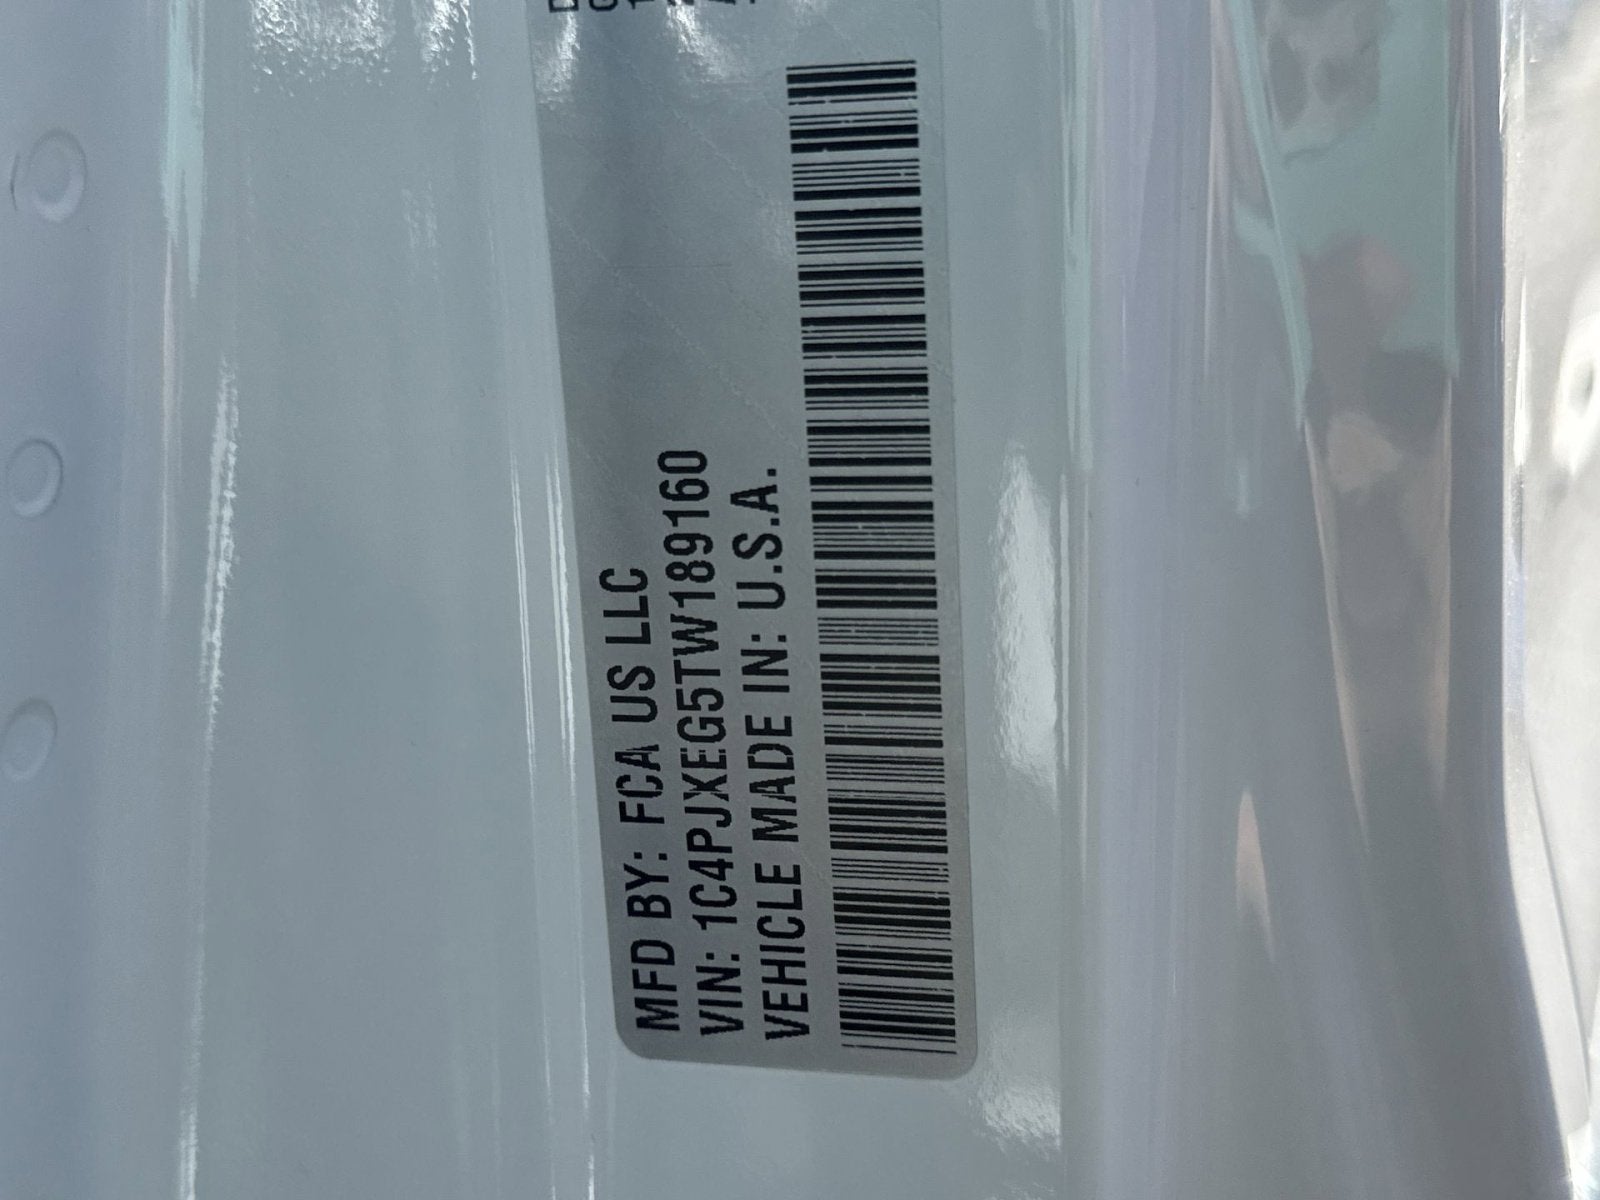 MFD BY: FCA US LLC
VIN: 1C4PJXEG5TW189160
VEHICLE MADE IN: U.S.A.